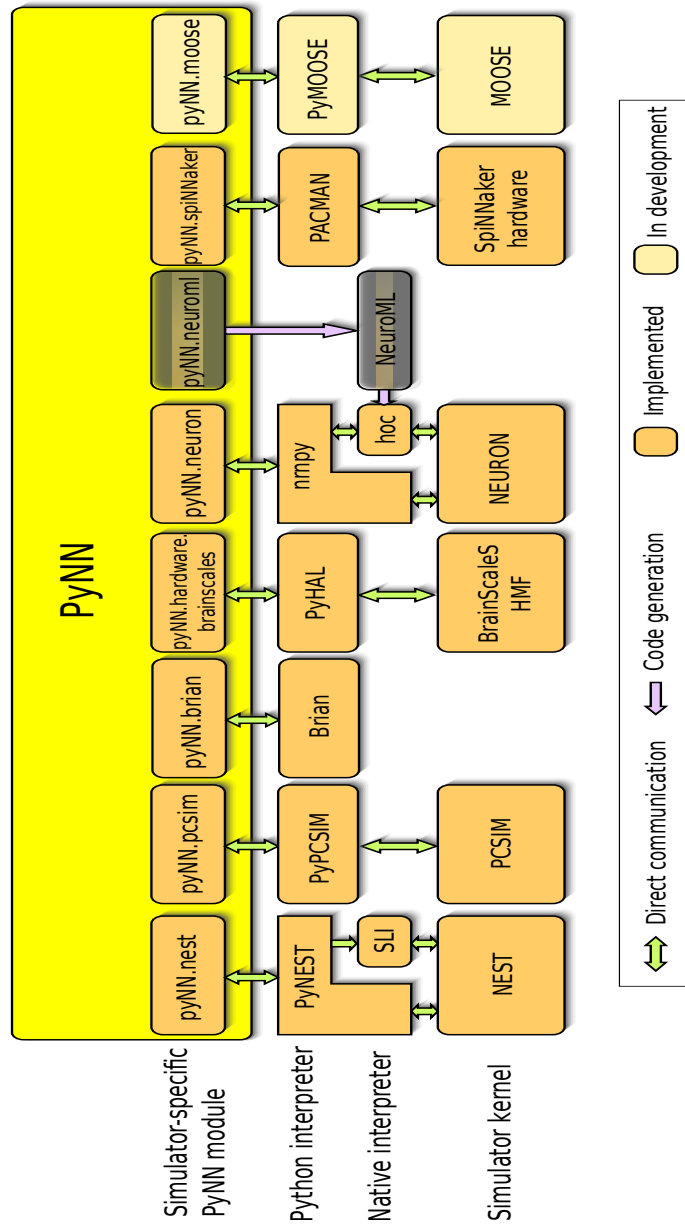 PyNN
Simulator-specific
PyNN module
pyNN.nest
pyNN.pcsim
pyNN.brian
pyNN.hardware.
brainscales
pyNN.neuron
pyNN.neuroml
pyNN.spiNNaker
pyNN.moose
Python interpreter
PyNEST
PyPCSIM
Brian
PyHAL
nmpy
PACMAN
PyMOOSE
Native interpreter
SLI
hoc
NeuroML
Simulator kernel
NEST
PCSIM
BrainScaleS
HMF
NEURON
SpiNNaker
hardware
MOOSE
Direct communication
Code generation
Implemented
In development